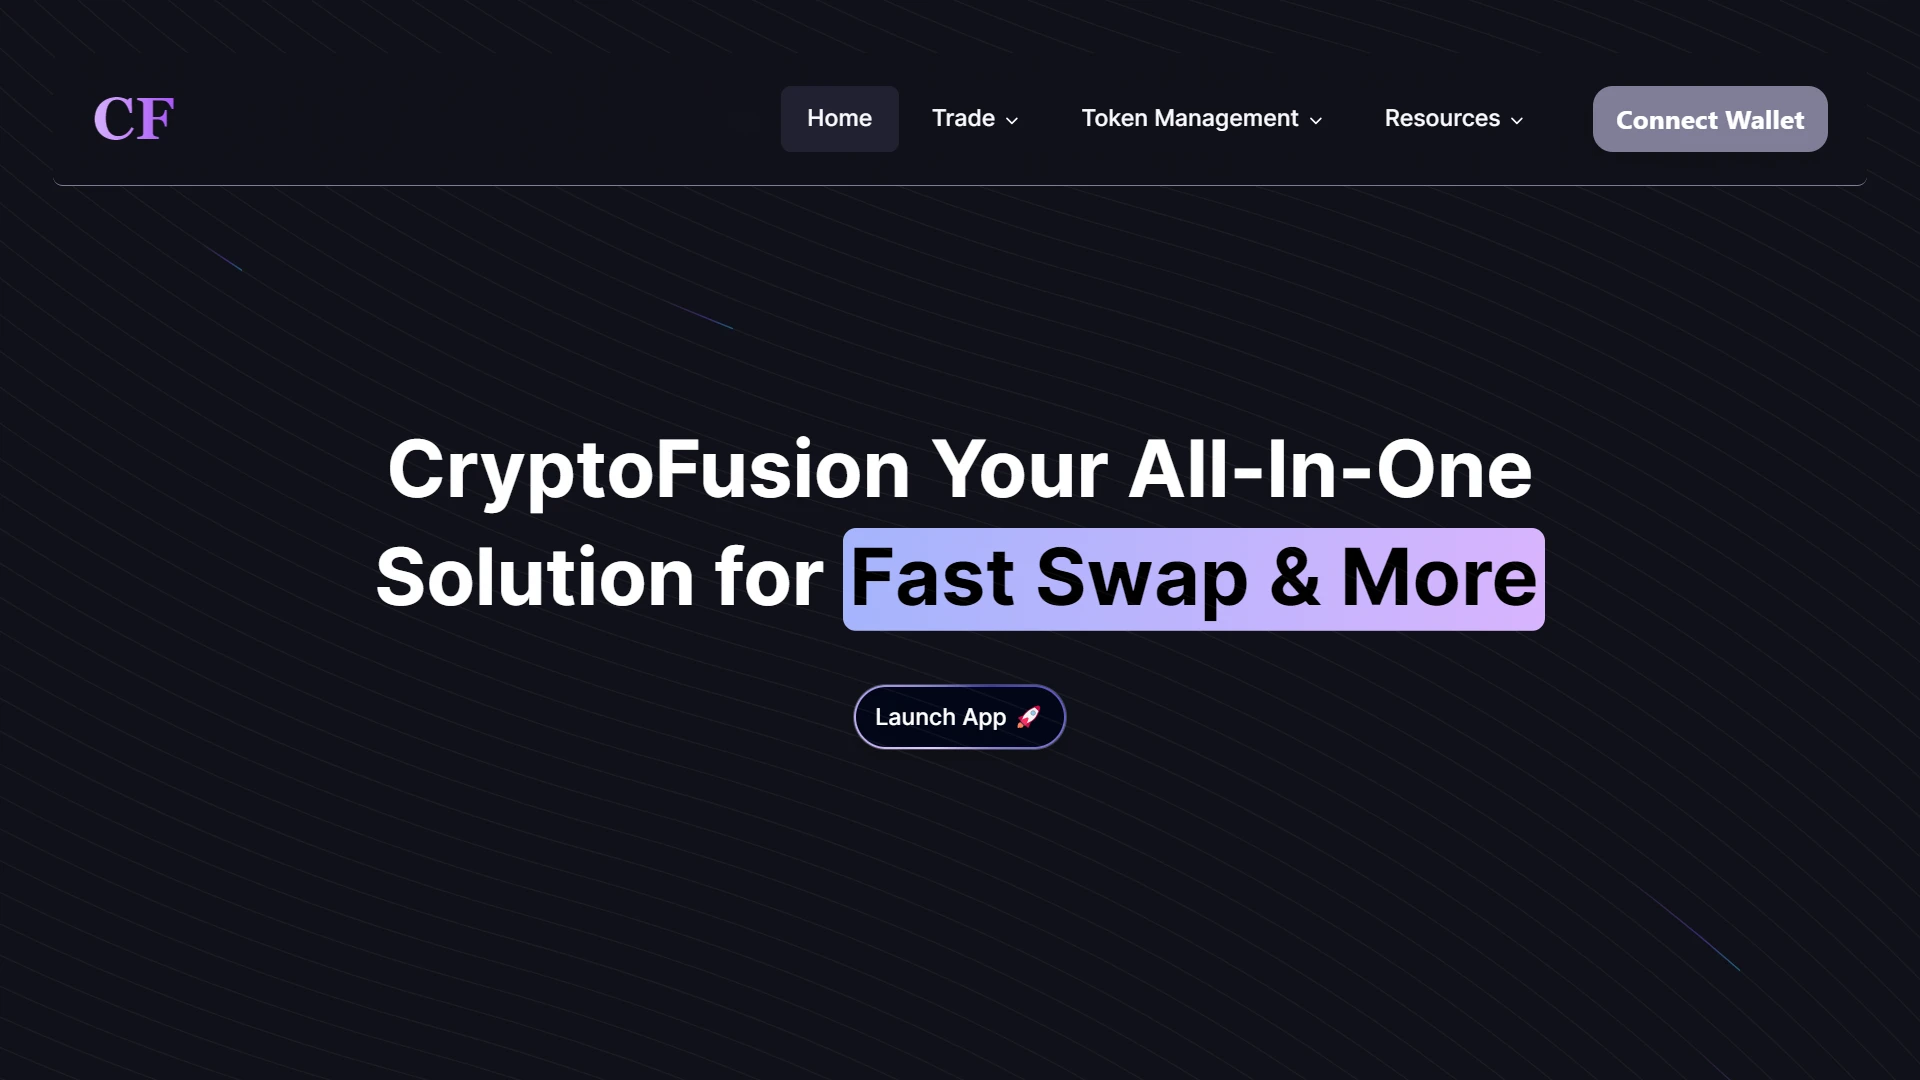 CF
Home
Trade
Token Management
Resources
Connect Wallet
CryptoFusion Your All-In-One
Solution for Fast Swap & More
Launch App 🚀